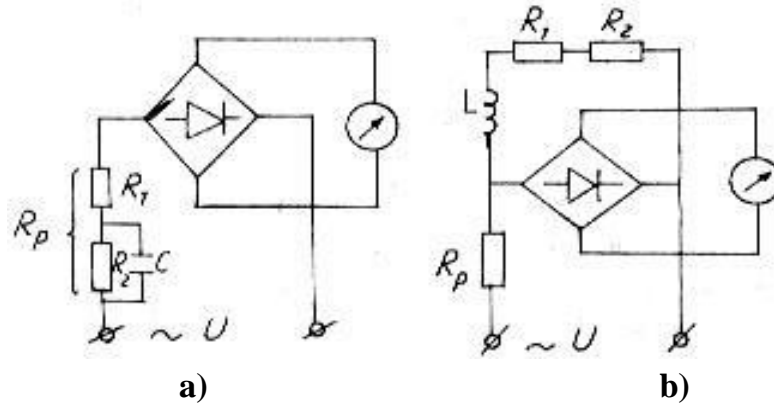 R₁ R₂
L
R₁
Rₚ
R₂ C
Rₚ
~ U
~ U
a) b)